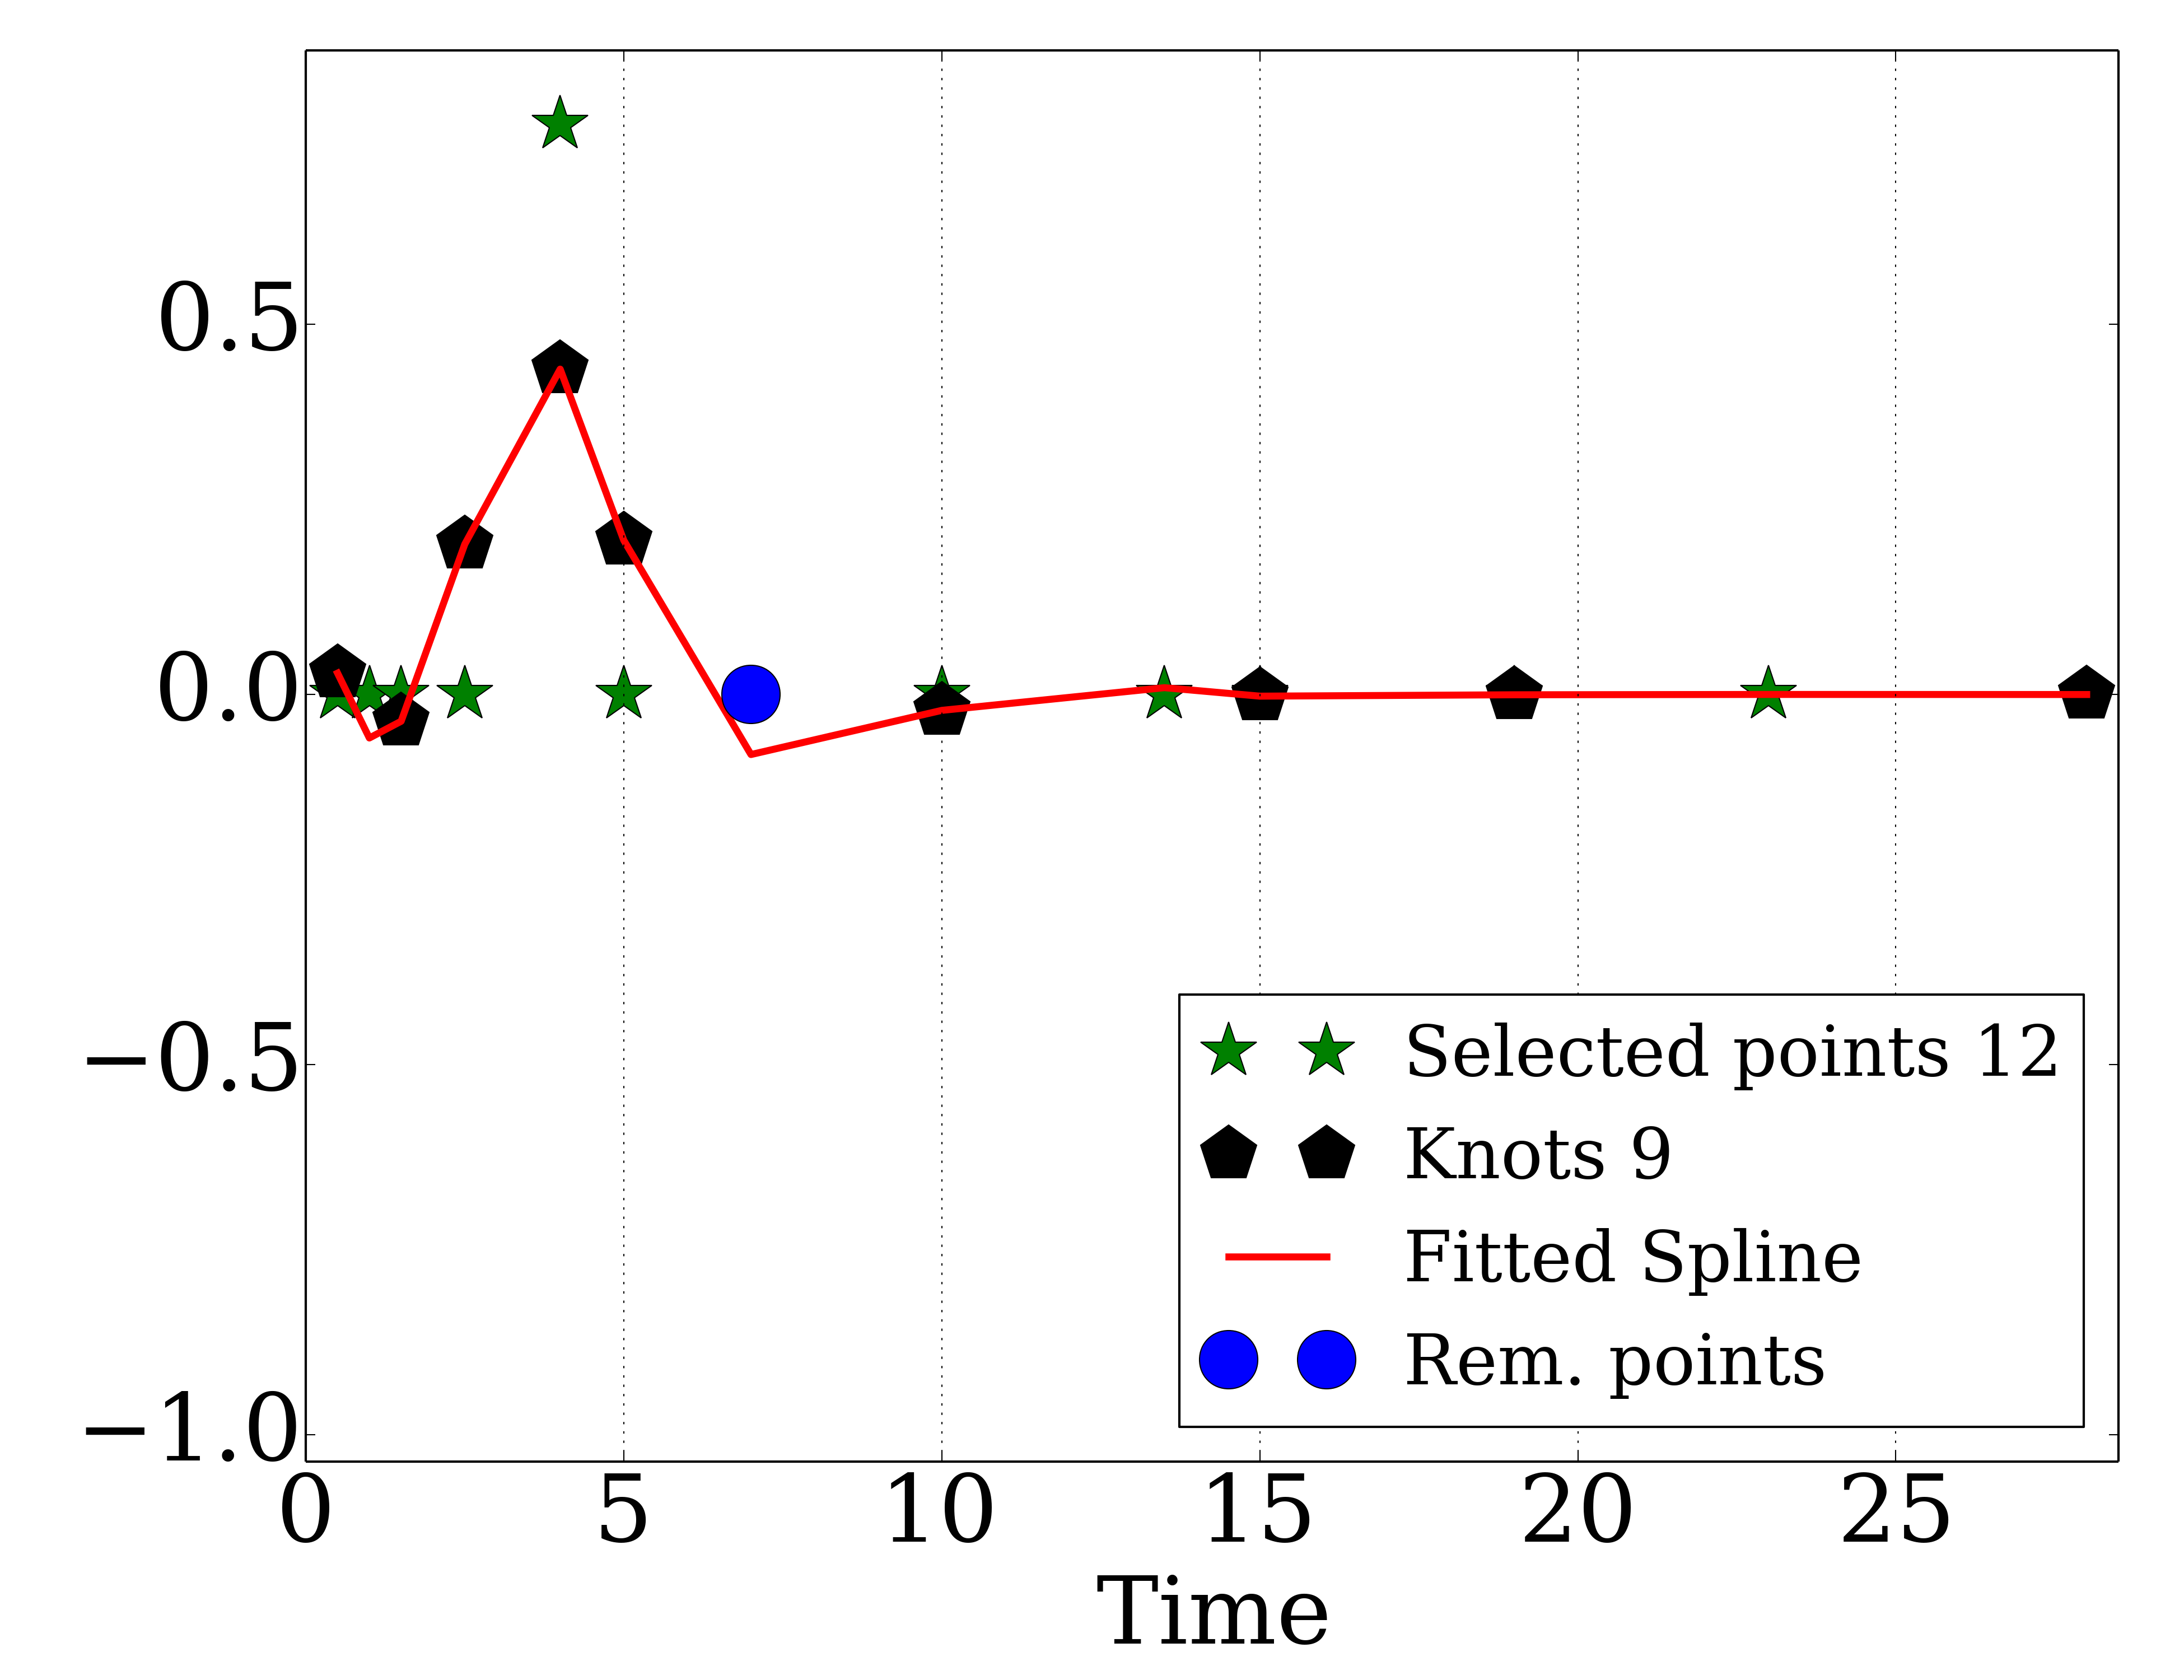 0.5
0.0
−0.5
−1.0
0 5 10 15 20 25
Time
Selected points 12
Knots 9
Fitted Spline
Rem. points